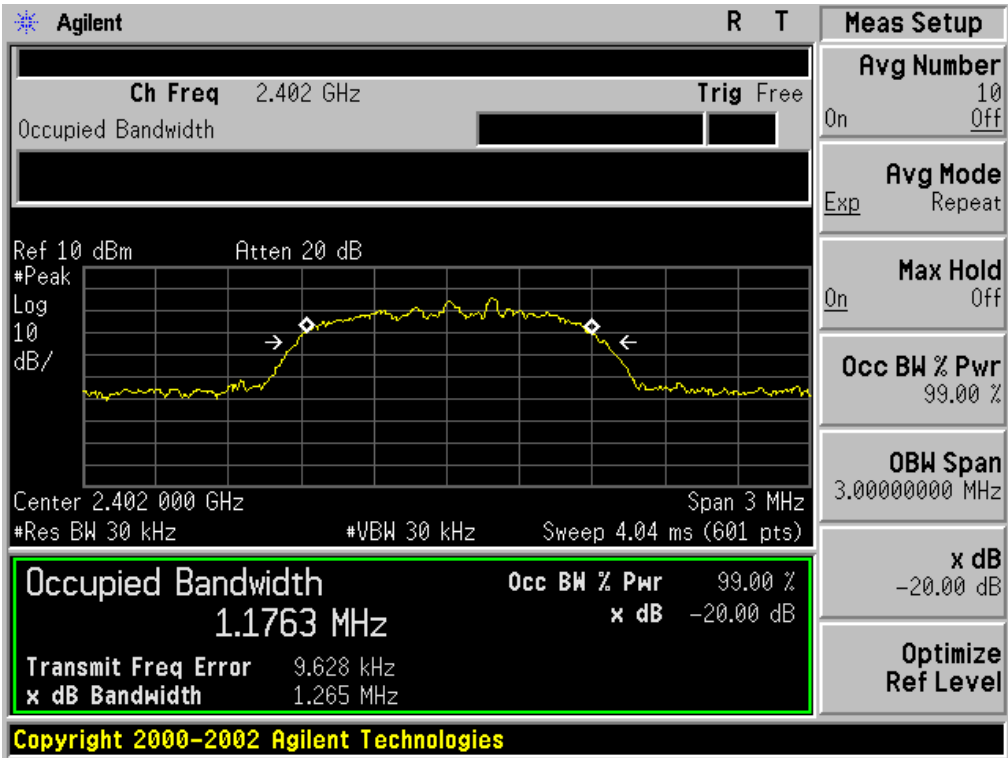 Agilent R T
Ch Freq 2.402 GHz Trig Free
Occupied Bandwidth
Ref 10 dBm Atten 20 dB
#Peak
Log
10
dB/
Center 2.402 000 GHz Span 3 MHz
#Res BW 30 kHz #VBW 30 kHz Sweep 4.04 ms (601 pts)
Occupied Bandwidth Occ BW % Pwr 99.00 %
1.1763 MHz x dB -20.00 dB
Transmit Freq Error 9.628 kHz
x dB Bandwidth 1.265 MHz
Copyright 2000-2002 Agilent Technologies
Meas Setup
Avg Number
10
On Off
Avg Mode
Exp Repeat
Max Hold
On Off
Occ BW % Pwr
99.00 %
OBW Span
3.00000000 MHz
x dB
-20.00 dB
Optimize
Ref Level